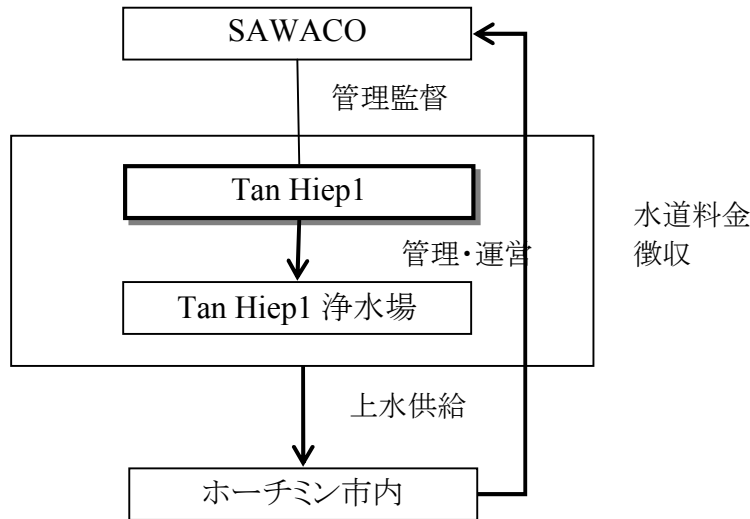 SAWACO
管理監督
Tan Hiep1
水道料金
徴収
管理・運営
Tan Hiep1 浄水場
上水供給
ホーチミン市内